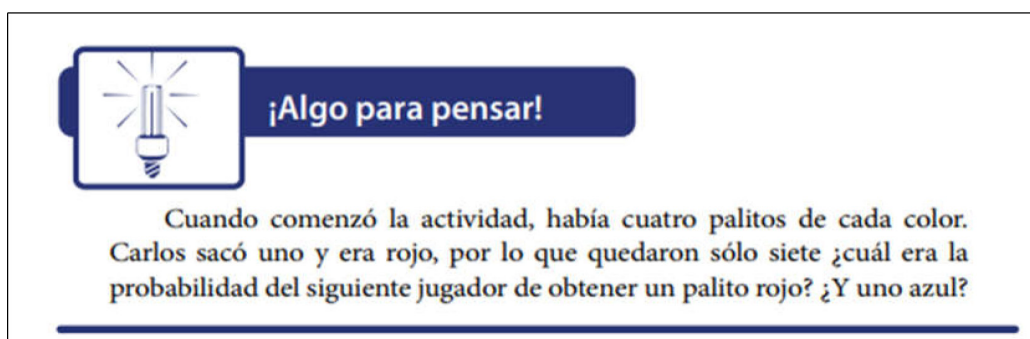 ¡Algo para pensar!
Cuando comenzó la actividad, había cuatro palitos de cada color.
Carlos sacó uno y era rojo, por lo que quedaron sólo siete ¿cuál era la
probabilidad del siguiente jugador de obtener un palito rojo? ¿Y uno azul?